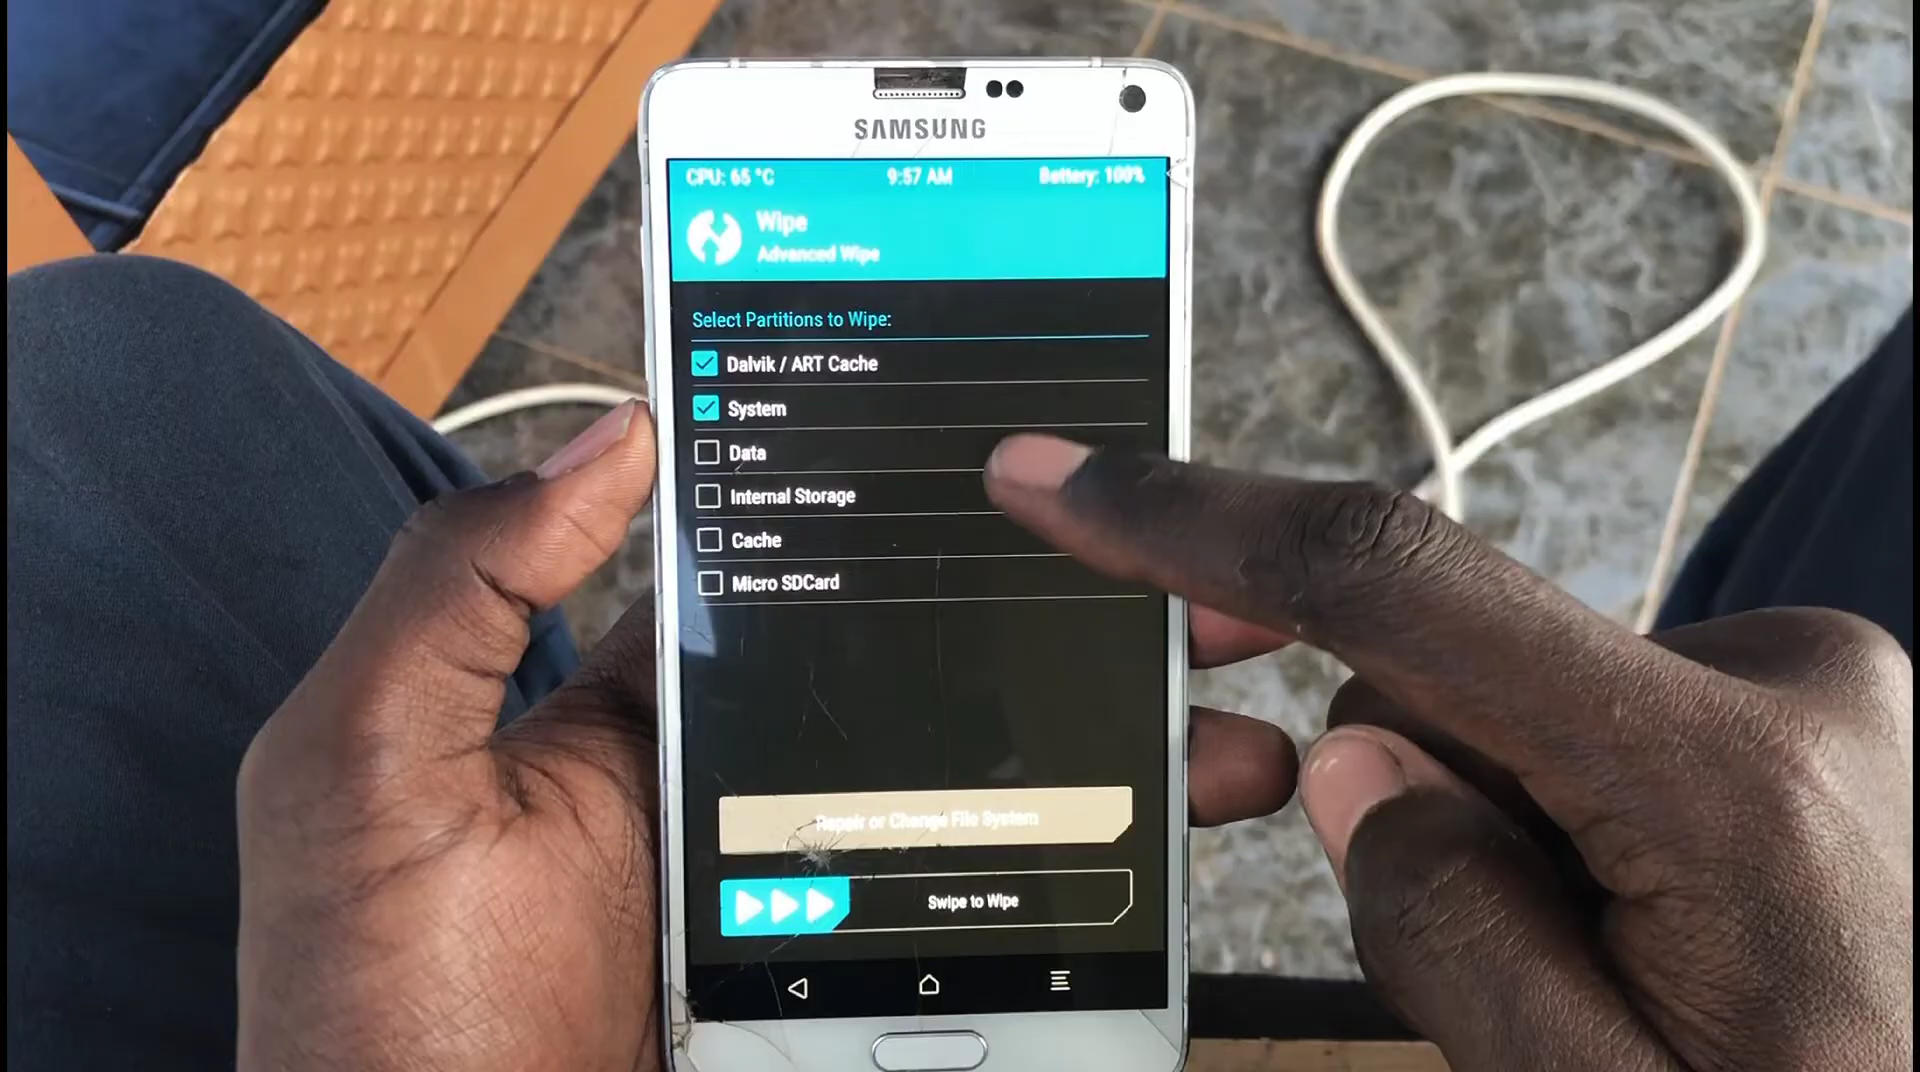 SAMSUNG
CPU: 65 °C 9:57 AM Battery: 100%
Wipe
Advanced Wipe
Select Partitions to Wipe:
Dalvik / ART Cache
System
Data
Internal Storage
Cache
Micro SDCard
Repair or Change File System
Swipe to Wipe